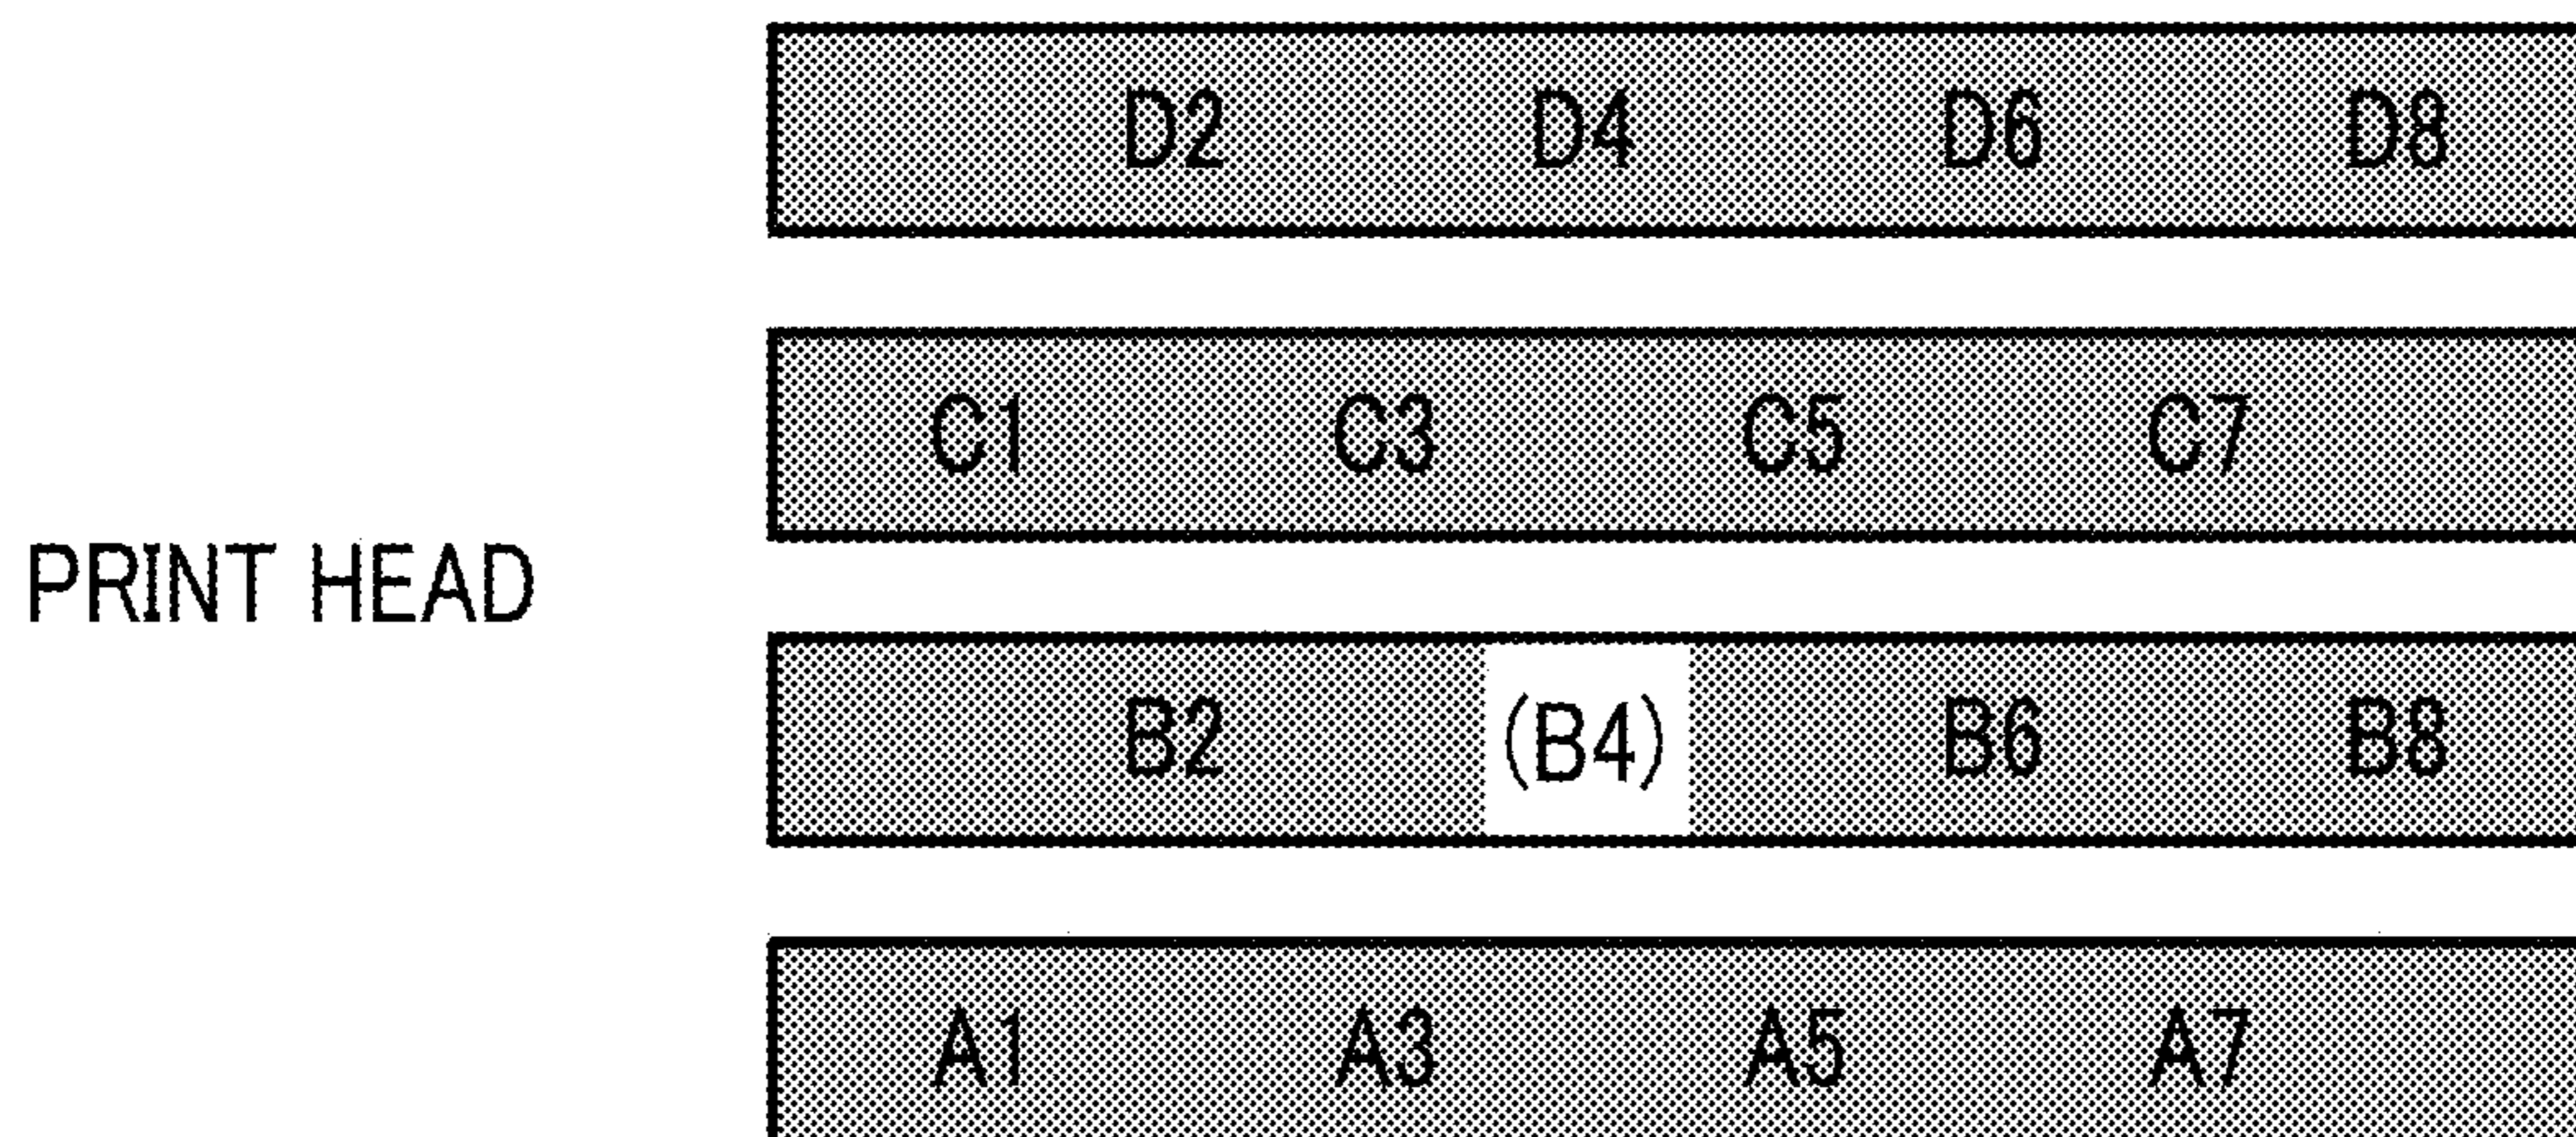 D2 D4 D6 D8
C1 C3 C5 C7
PRINT HEAD
B2 (B4) B6 B8
A1 A3 A5 A7